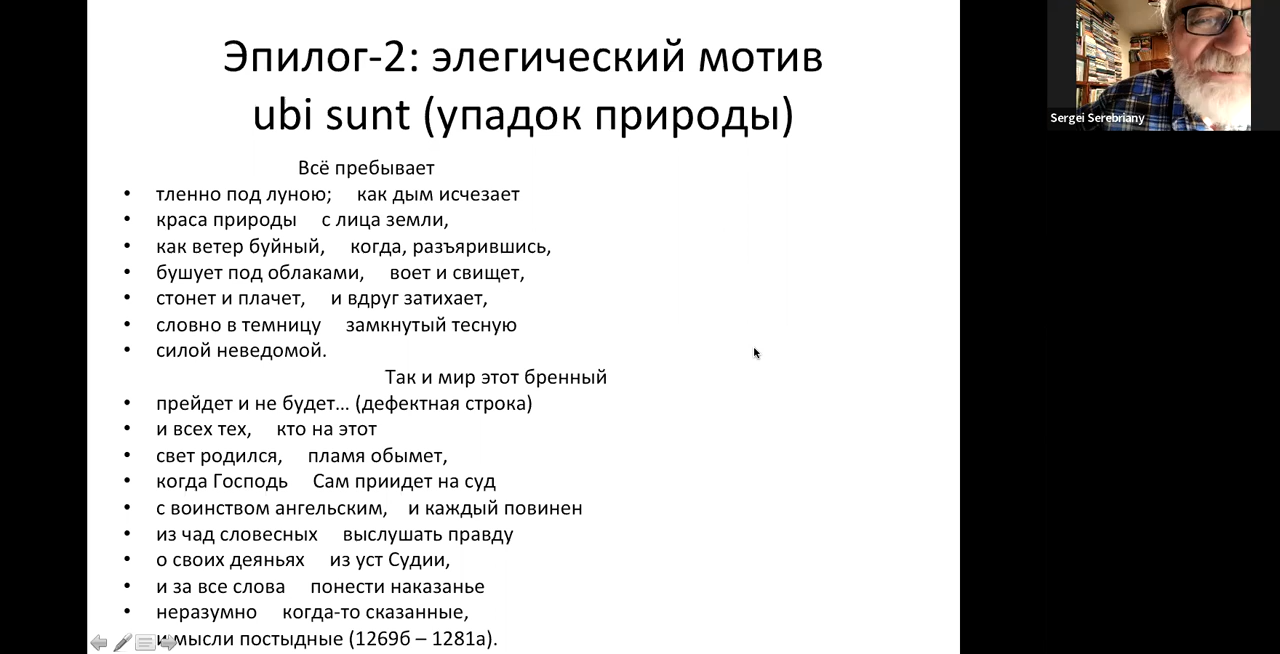 Эпилог-2: элегический мотив
ubi sunt (упадок природы)
Sergei Serebriany
Всё пребывает
• тленно под луною; как дым исчезает
• краса природы с лица земли,
• как ветер буйный, когда, разъярившись,
• бушует под облаками, воет и свищет,
• стонет и плачет, и вдруг затихает,
• словно в темницу замкнутый тесную
• силой неведомой.
Так и мир этот бренный
• прейдет и не будет... (дефектная строка)
• и всех тех, кто на этот
• свет родился, пламя обымет,
• когда Господь Сам приидет на суд
• с воинством ангельским, и каждый повинен
• из чад словесных выслушать правду
• о своих деяньях из уст Судии,
• и за все слова понести наказанье
• неразумно когда-то сказанные,
и мысли постыдные (1269б – 1281а).